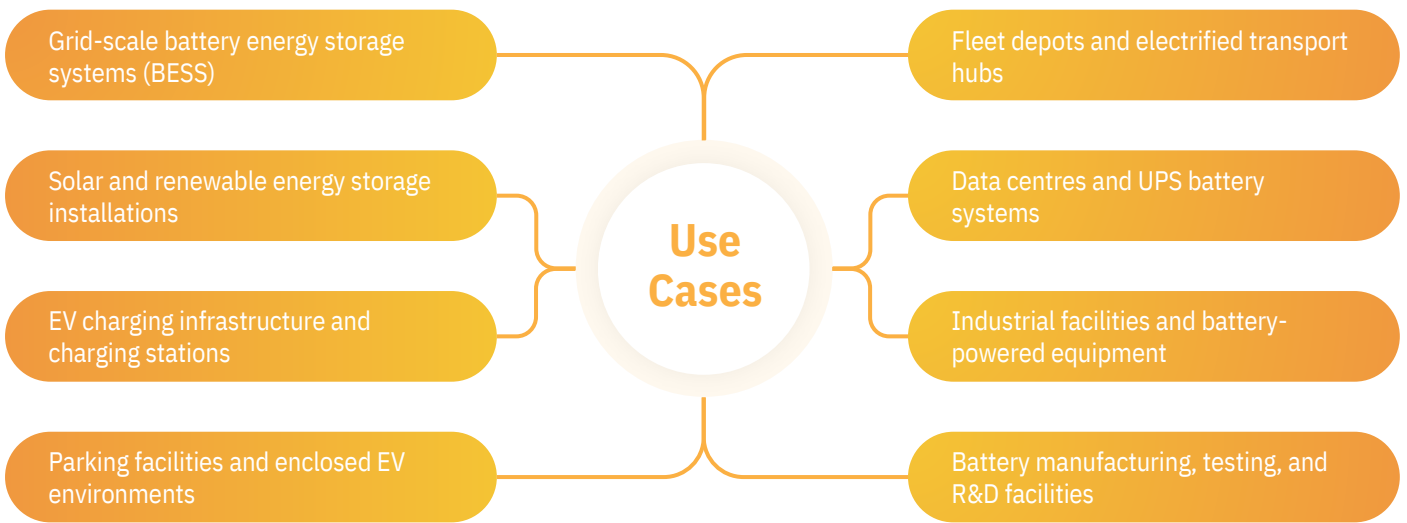 Grid-scale battery energy storage
systems (BESS)
Solar and renewable energy storage
installations
EV charging infrastructure and
charging stations
Parking facilities and enclosed EV
environments
Use
Cases
Fleet depots and electrified transport
hubs
Data centres and UPS battery
systems
Industrial facilities and battery-
powered equipment
Battery manufacturing, testing, and
R&D facilities